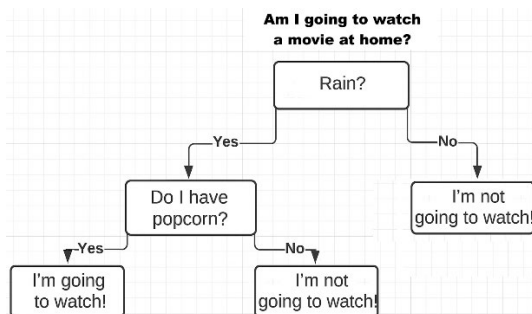 Am I going to watch
a movie at home?
Rain?
Yes
No
Do I have
popcorn?
I'm not
going to watch!
Yes
No
I'm going
to watch!
I'm not
going to watch!